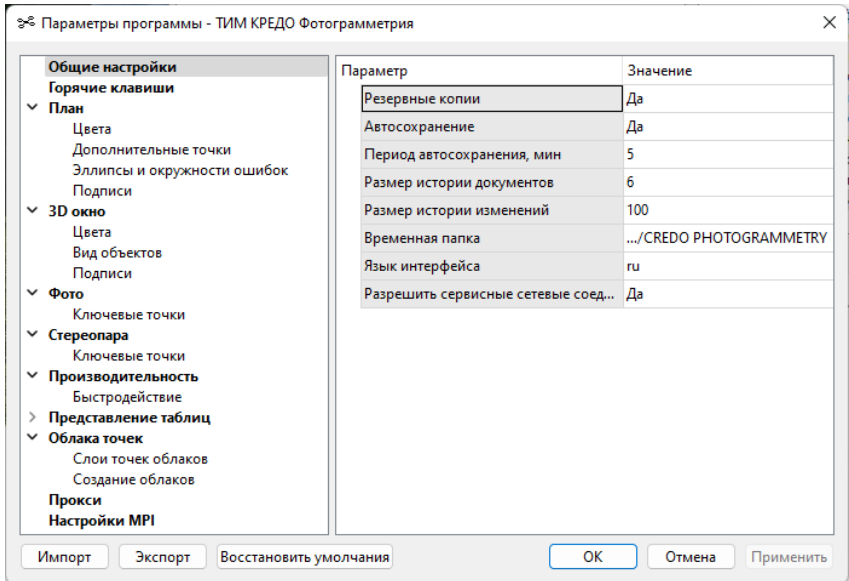 Параметры программы - ТИМ КРЕДО Фотограмметрия
Общие настройки
Горячие клавиши
План
Цвета
Дополнительные точки
Эллипсы и окружности ошибок
Подписи
3D окно
Цвета
Вид объектов
Подписи
Фото
Ключевые точки
Стереопара
Ключевые точки
Производительность
Быстродействие
Представление таблиц
Облака точек
Слои точек облаков
Создание облаков
Прокси
Настройки MPI
Параметр Значение
Резервные копии Да
Автосохранение Да
Период автосохранения, мин 5
Размер истории документов 6
Размер истории изменений 100
Временная папка .../CREDO PHOTOGRAMMETRY
Язык интерфейса ru
Разрешить сервисные сетевые соед... Да
Импорт Экспорт Восстановить умолчания OK Отмена Применить